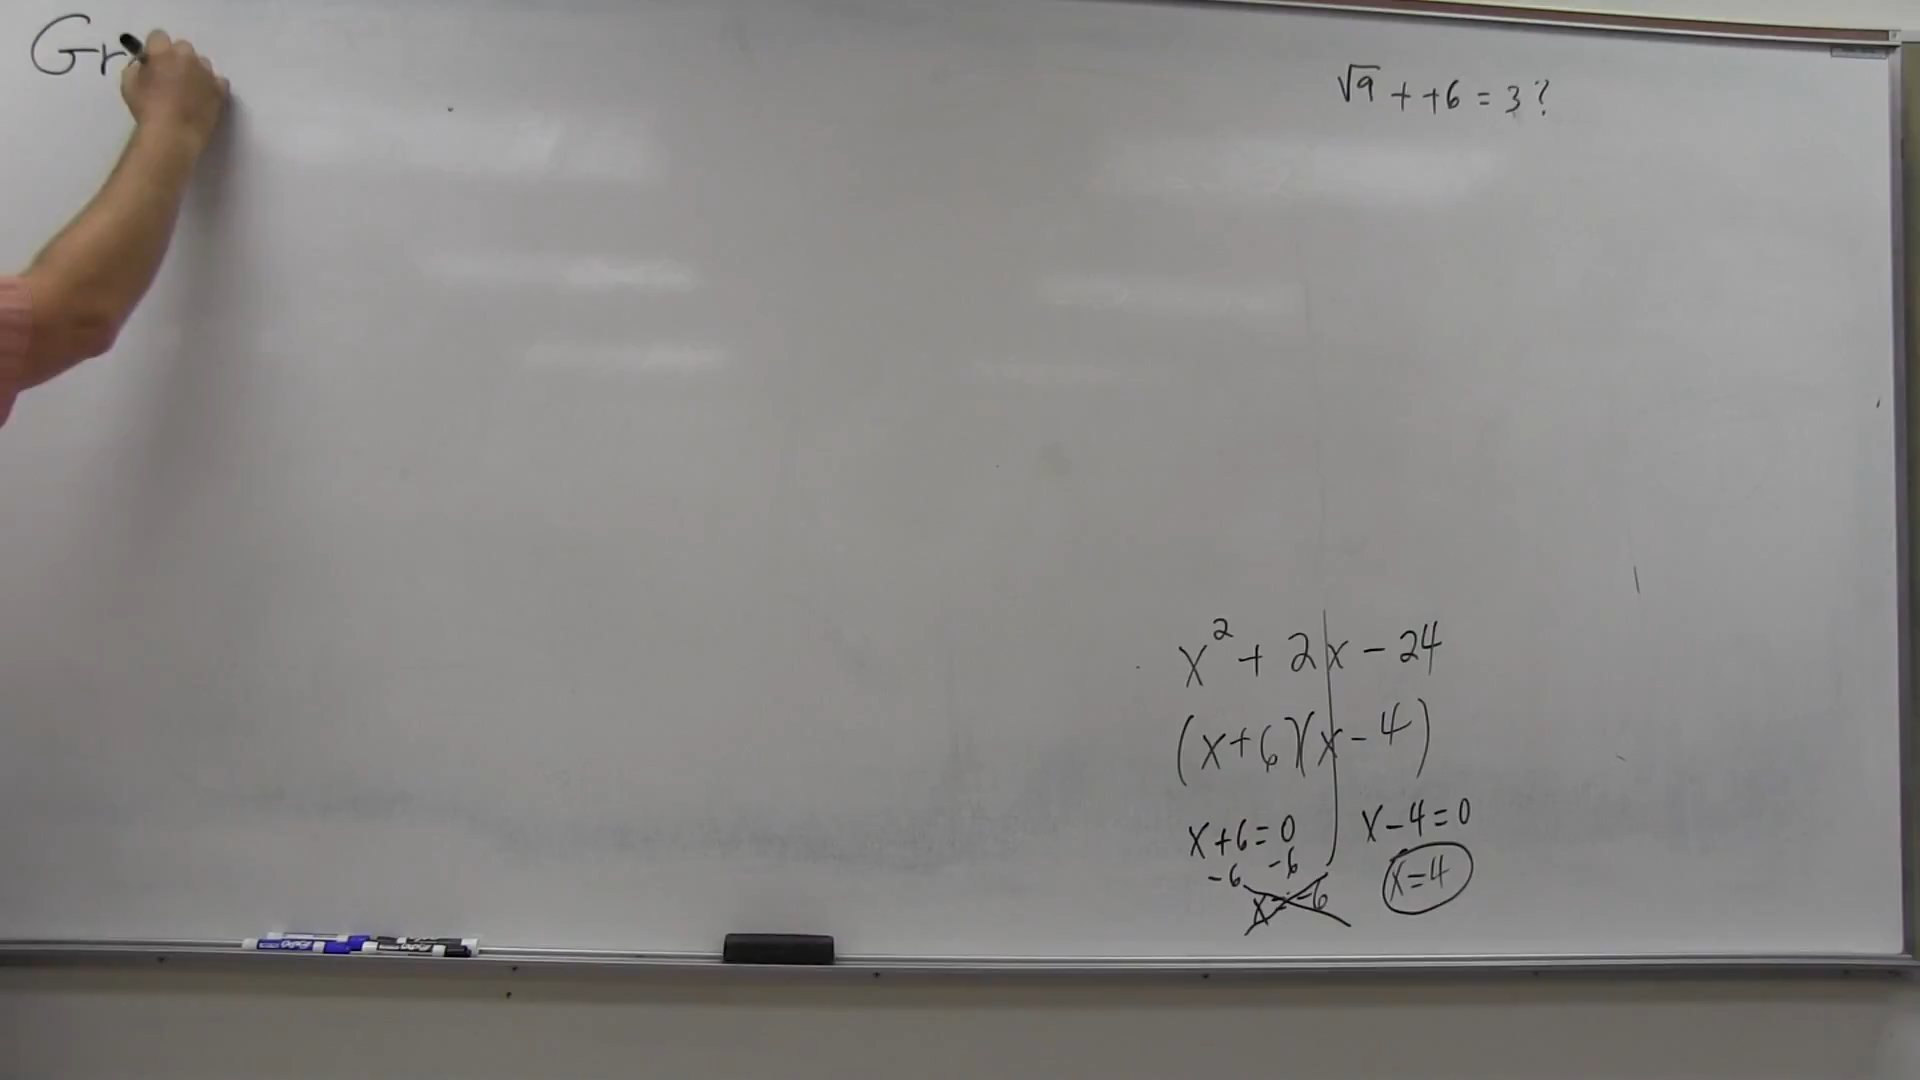 Gr
√9 + +6 = 3?
x² + 2x - 24
(x+6)(x-4)
x+6=0
-6 -6
x=-6
x-4=0
x=4